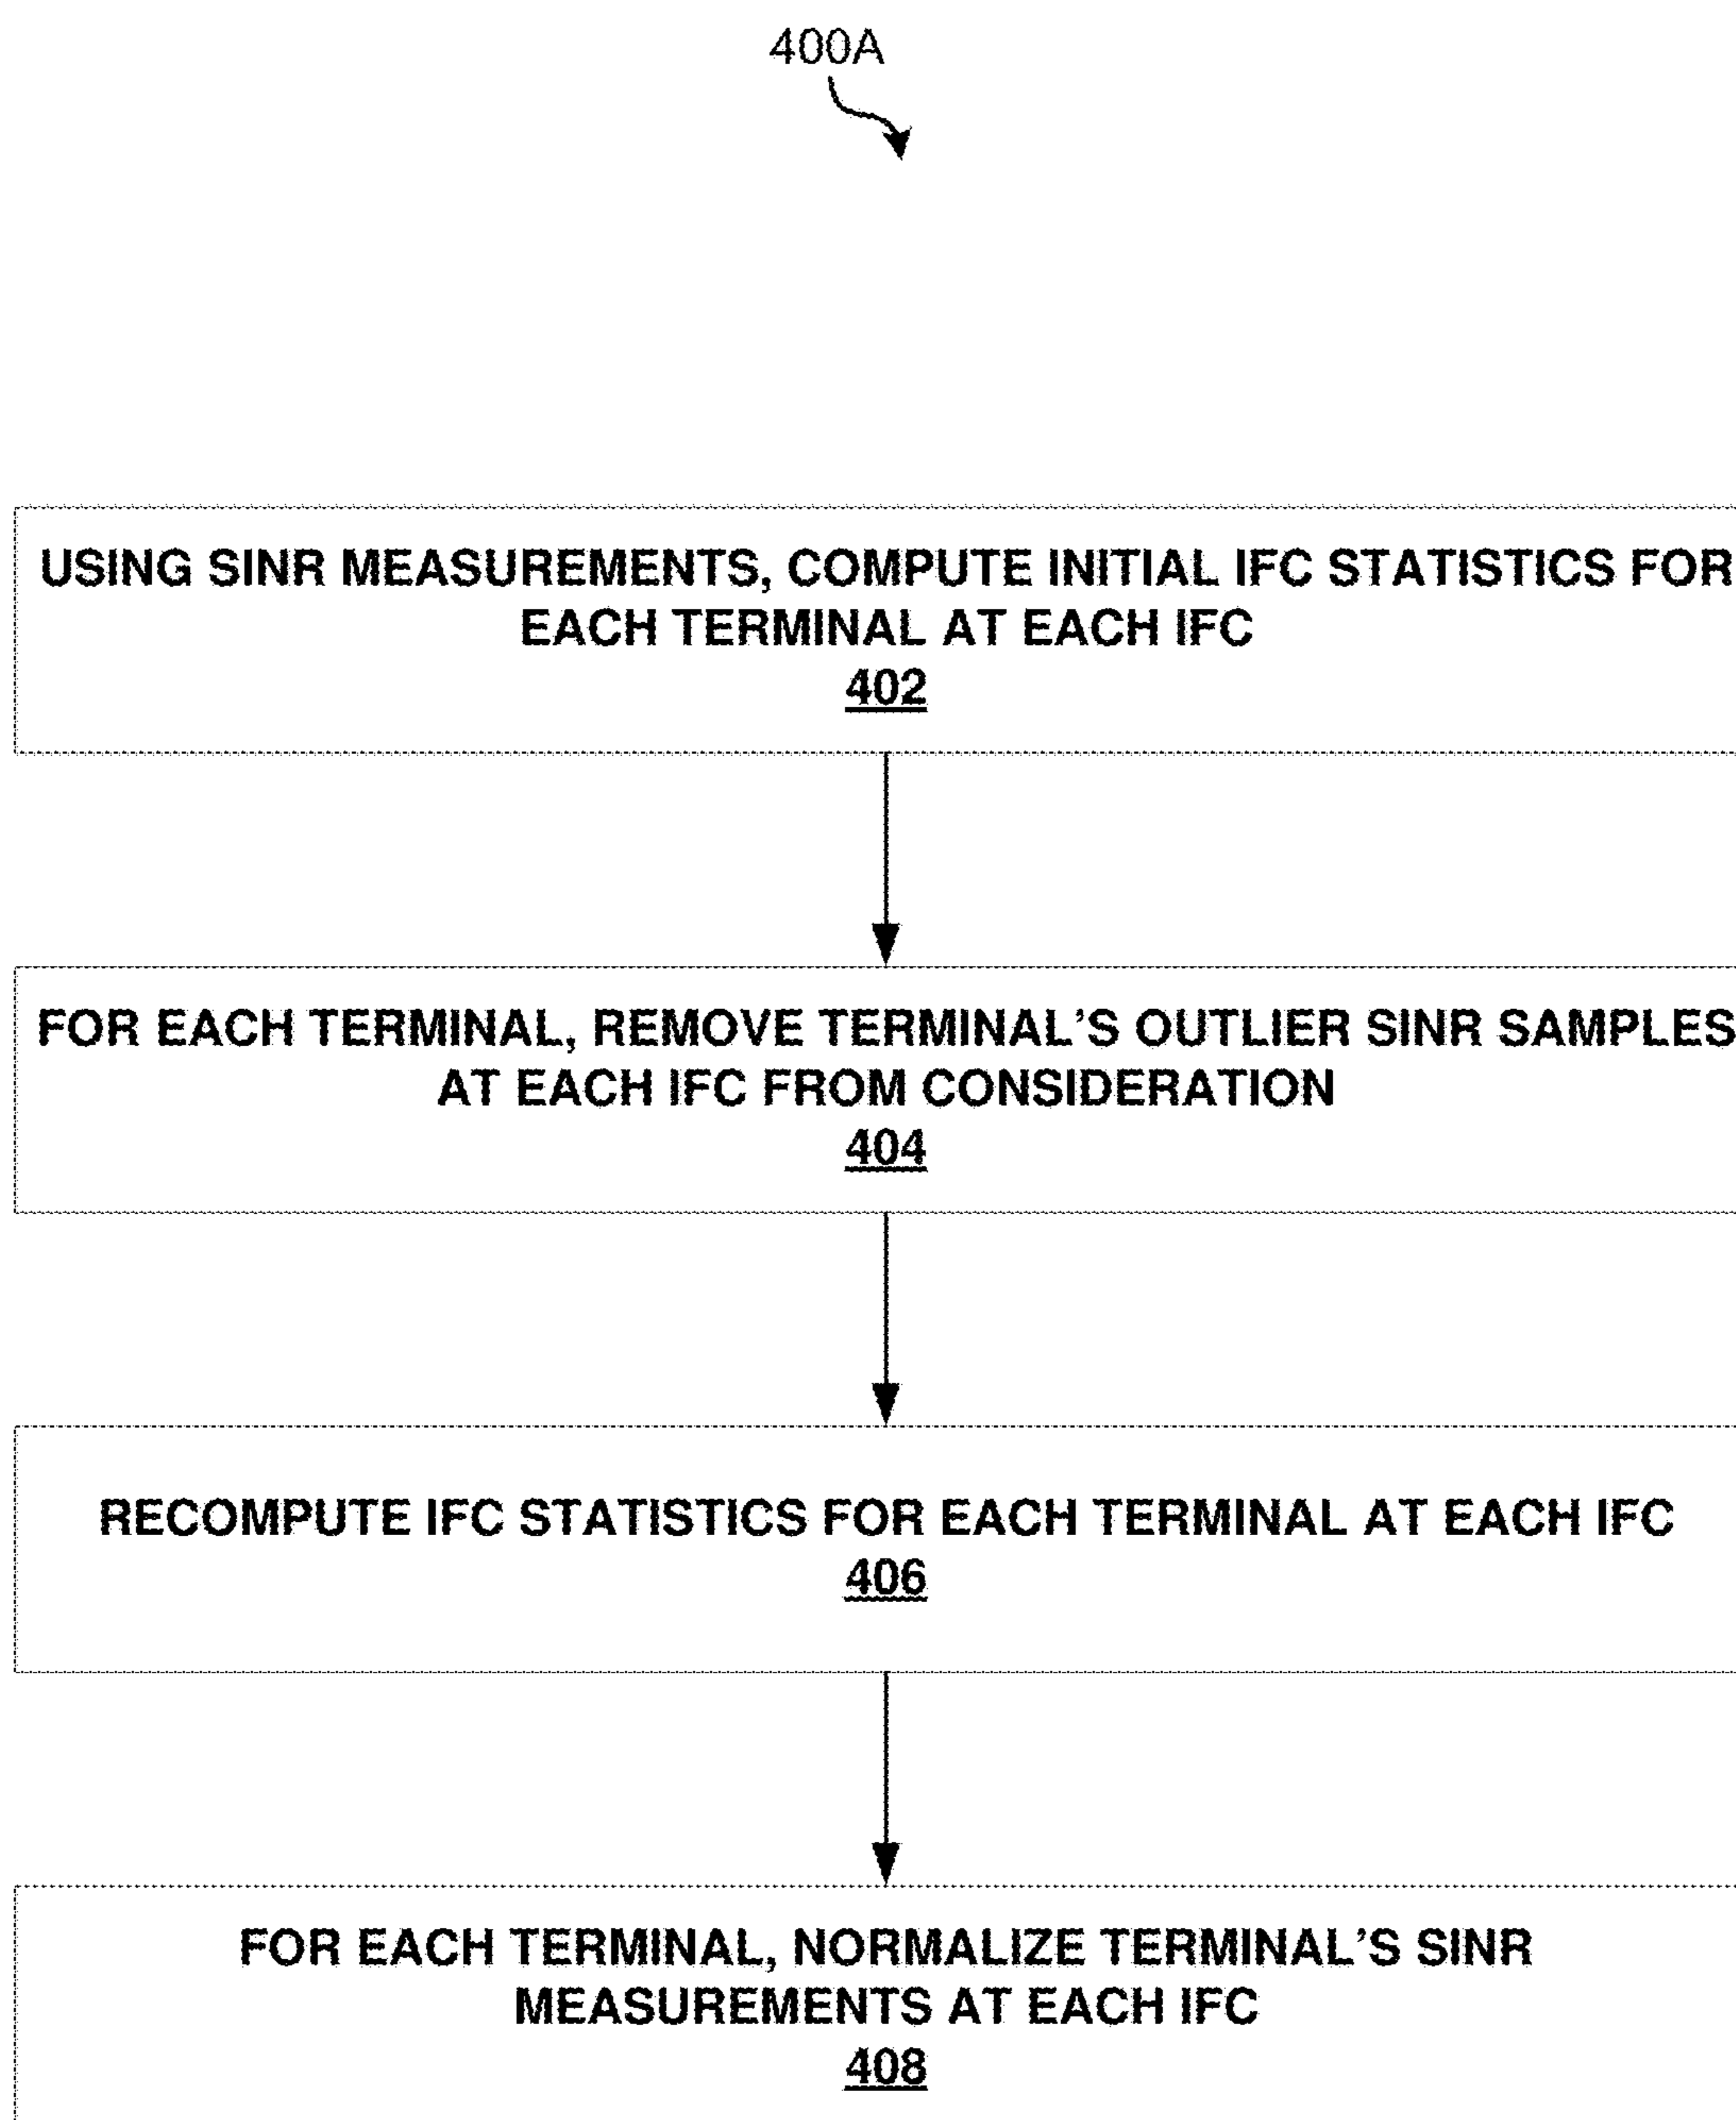 400A
USING SINR MEASUREMENTS, COMPUTE INITIAL IFC STATISTICS FOR
EACH TERMINAL AT EACH IFC
402
FOR EACH TERMINAL, REMOVE TERMINAL'S OUTLIER SINR SAMPLES
AT EACH IFC FROM CONSIDERATION
404
RECOMPUTE IFC STATISTICS FOR EACH TERMINAL AT EACH IFC
406
FOR EACH TERMINAL, NORMALIZE TERMINAL'S SINR
MEASUREMENTS AT EACH IFC
408